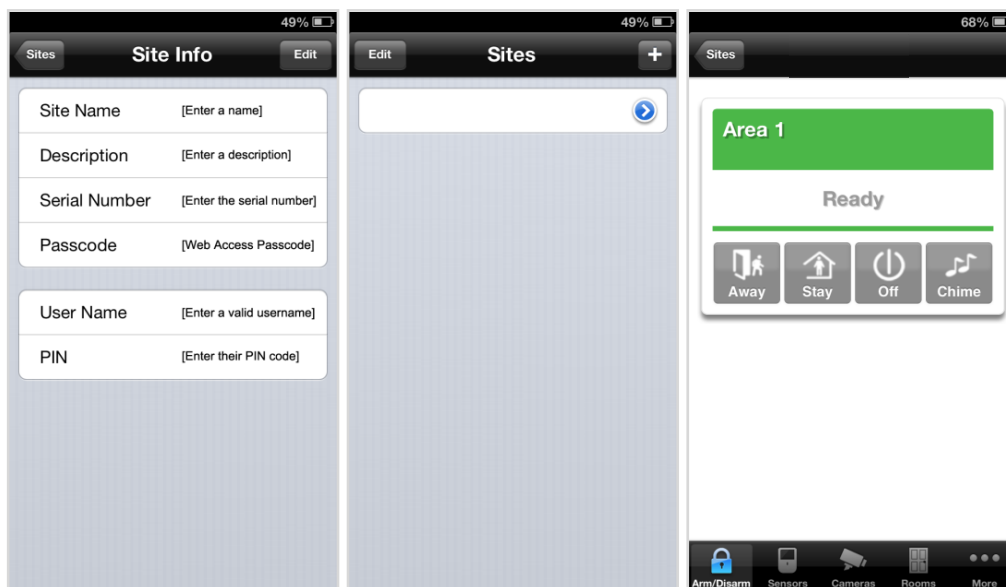 49%
Sites Site Info Edit
Site Name [Enter a name]
Description [Enter a description]
Serial Number [Enter the serial number]
Passcode [Web Access Passcode]
User Name [Enter a valid username]
PIN [Enter their PIN code]
49%
Edit Sites +
68%
Sites
Area 1
Ready
Away Stay Off Chime
Arm/Disarm Sensors Cameras Rooms More